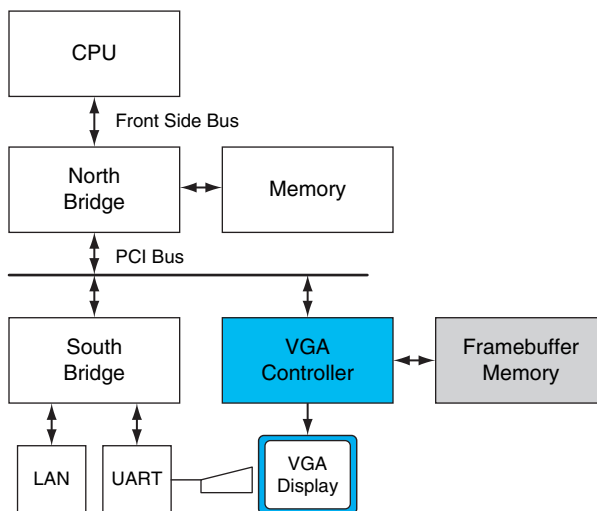 CPU
Front Side Bus
North
Bridge
Memory
PCI Bus
South
Bridge
VGA
Controller
Framebuffer
Memory
LAN
UART
VGA
Display